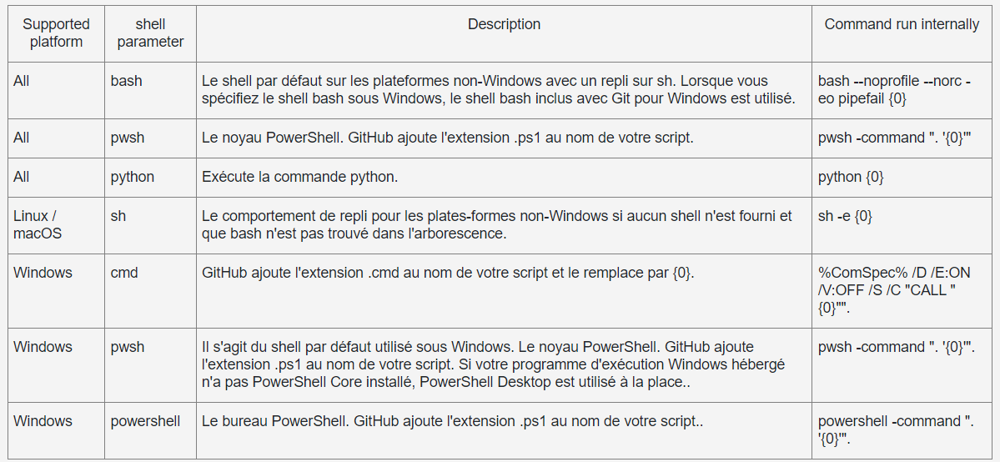 Supported platform
shell parameter
Description
Command run internally
All
bash
Le shell par défaut sur les plateformes non-Windows avec un repli sur sh. Lorsque vous
spécifiez le shell bash sous Windows, le shell bash inclus avec Git pour Windows est utilisé.
bash --noprofile --norc -
eo pipefail {0}
All
pwsh
Le noyau PowerShell. GitHub ajoute l'extension .ps1 au nom de votre script.
pwsh -command ". '{0}'"
All
python
Exécute la commande python.
python {0}
Linux /
macOS
sh
Le comportement de repli pour les plates-formes non-Windows si aucun shell n'est fourni et
que bash n'est pas trouvé dans l'arborescence.
sh -e {0}
Windows
cmd
GitHub ajoute l'extension .cmd au nom de votre script et le remplace par {0}.
%ComSpec% /D /E:ON
/V:OFF /S /C "CALL "
{0}"".
Windows
pwsh
Il s'agit du shell par défaut utilisé sous Windows. Le noyau PowerShell. GitHub ajoute
l'extension .ps1 au nom de votre script. Si votre programme d'exécution Windows hébergé
n'a pas PowerShell Core installé, PowerShell Desktop est utilisé à la place..
pwsh -command ". '{0}'".
Windows
powershell
Le bureau PowerShell. GitHub ajoute l'extension .ps1 au nom de votre script..
powershell -command ".
'{0}'".